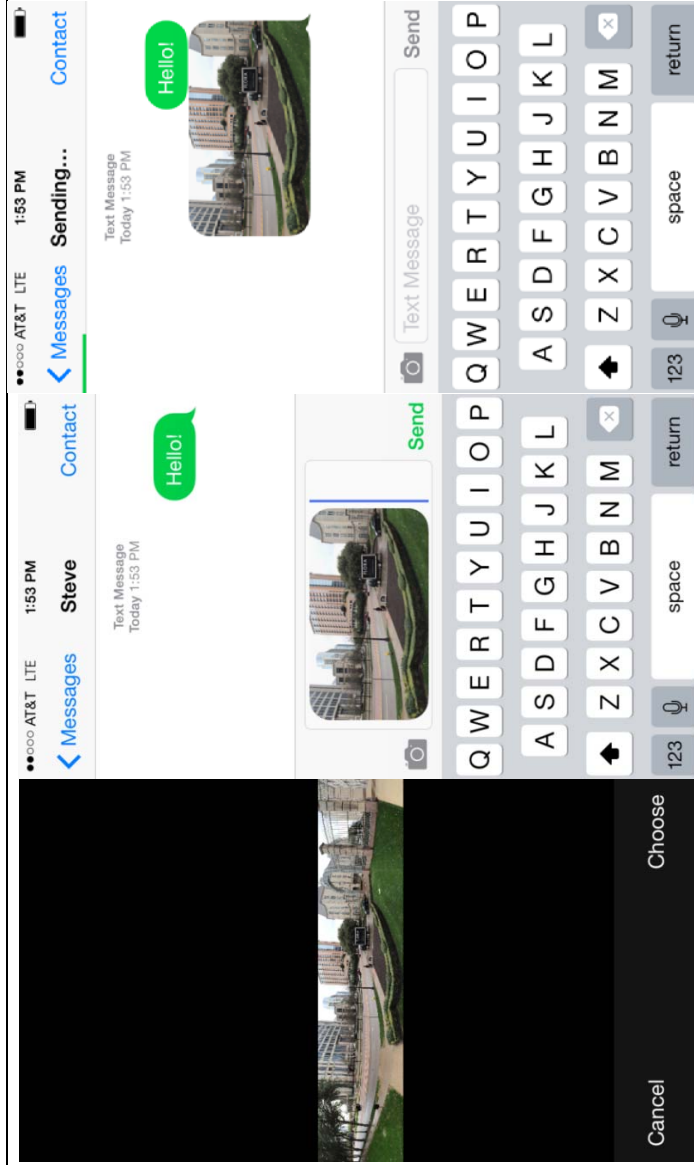 Cancel
Choose
●●○○○ AT&T LTE 1:53 PM
Messages Steve Contact
Text Message
Today 1:53 PM
Hello!
Send
Q W E R T Y U I O P
A S D F G H J K L
Z X C V B N M
123 space return
●●○○○ AT&T LTE 1:53 PM
Messages Sending... Contact
Text Message
Today 1:53 PM
Hello!
Text Message Send
Q W E R T Y U I O P
A S D F G H J K L
Z X C V B N M
123 space return